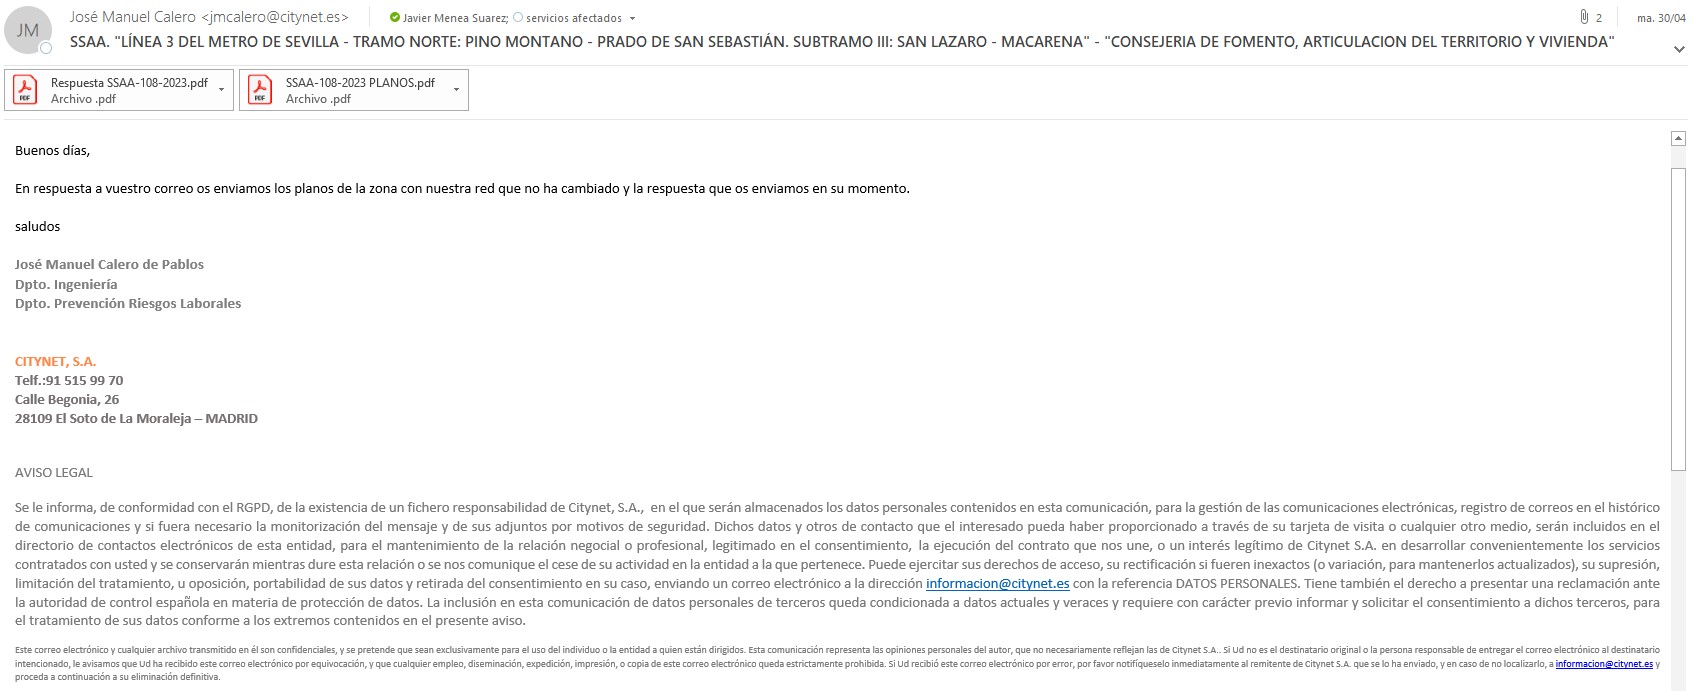 JM
José Manuel Calero <jmcalero@citynet.es>
Javier Menea Suarez; servicios afectados
2
ma. 30/04
SSAA. "LÍNEA 3 DEL METRO DE SEVILLA - TRAMO NORTE: PINO MONTANO - PRADO DE SAN SEBASTIÁN. SUBTRAMO III: SAN LAZARO - MACARENA" - "CONSEJERIA DE FOMENTO, ARTICULACION DEL TERRITORIO Y VIVIENDA"
Respuesta SSAA-108-2023.pdf
Archivo .pdf
SSAA-108-2023 PLANOS.pdf
Archivo .pdf
Buenos días,
En respuesta a vuestro correo os enviamos los planos de la zona con nuestra red que no ha cambiado y la respuesta que os enviamos en su momento.
saludos
José Manuel Calero de Pablos
Dpto. Ingeniería
Dpto. Prevención Riesgos Laborales
CITYNET, S.A.
Telf.:91 515 99 70
Calle Begonia, 26
28109 El Soto de La Moraleja – MADRID
AVISO LEGAL
Se le informa, de conformidad con el RGPD, de la existencia de un fichero responsabilidad de Citynet, S.A., en el que serán almacenados los datos personales contenidos en esta comunicación, para la gestión de las comunicaciones electrónicas, registro de correos en el histórico
de comunicaciones y si fuera necesario la monitorización del mensaje y de sus adjuntos por motivos de seguridad. Dichos datos y otros de contacto que el interesado pueda haber proporcionado a través de su tarjeta de visita o cualquier otro medio, serán incluidos en el
directorio de contactos electrónicos de esta entidad, para el mantenimiento de la relación negocial o profesional, legitimado en el consentimiento, la ejecución del contrato que nos une, o un interés legítimo de Citynet S.A. en desarrollar convenientemente los servicios
contratados con usted y se conservarán mientras dure esta relación o se nos comunique el cese de su actividad en la entidad a la que pertenece. Puede ejercitar sus derechos de acceso, su rectificación si fueren inexactos (o variación, para mantenerlos actualizados), su supresión,
limitación del tratamiento, u oposición, portabilidad de sus datos y retirada del consentimiento en su caso, enviando un correo electrónico a la dirección informacion@citynet.es con la referencia DATOS PERSONALES. Tiene también el derecho a presentar una reclamación ante
la autoridad de control española en materia de protección de datos. La inclusión en esta comunicación de datos personales de terceros queda condicionada a datos actuales y veraces y requiere con carácter previo informar y solicitar el consentimiento a dichos terceros, para
el tratamiento de sus datos conforme a los extremos contenidos en el presente aviso.
Este correo electrónico y cualquier archivo transmitido en él son confidenciales, y se pretende que sean exclusivamente para el uso del individuo o la entidad a quien están dirigidos. Esta comunicación representa las opiniones personales del autor, que no necesariamente reflejan las de Citynet S.A.. Si Ud no es el destinatario original o la persona responsable de entregar el correo electrónico al destinatario
intencionado, le avisamos que Ud ha recibido este correo electrónico por equivocación, y que cualquier empleo, diseminación, expedición, impresión, o copia de este correo electrónico queda estrictamente prohibida. Si Ud recibió este correo electrónico por error, por favor notifíqueselo inmediatamente al remitente de Citynet S.A. que se lo ha enviado, y en caso de no localizarlo, a informacion@citynet.es y
proceda a continuación a su eliminación definitiva.